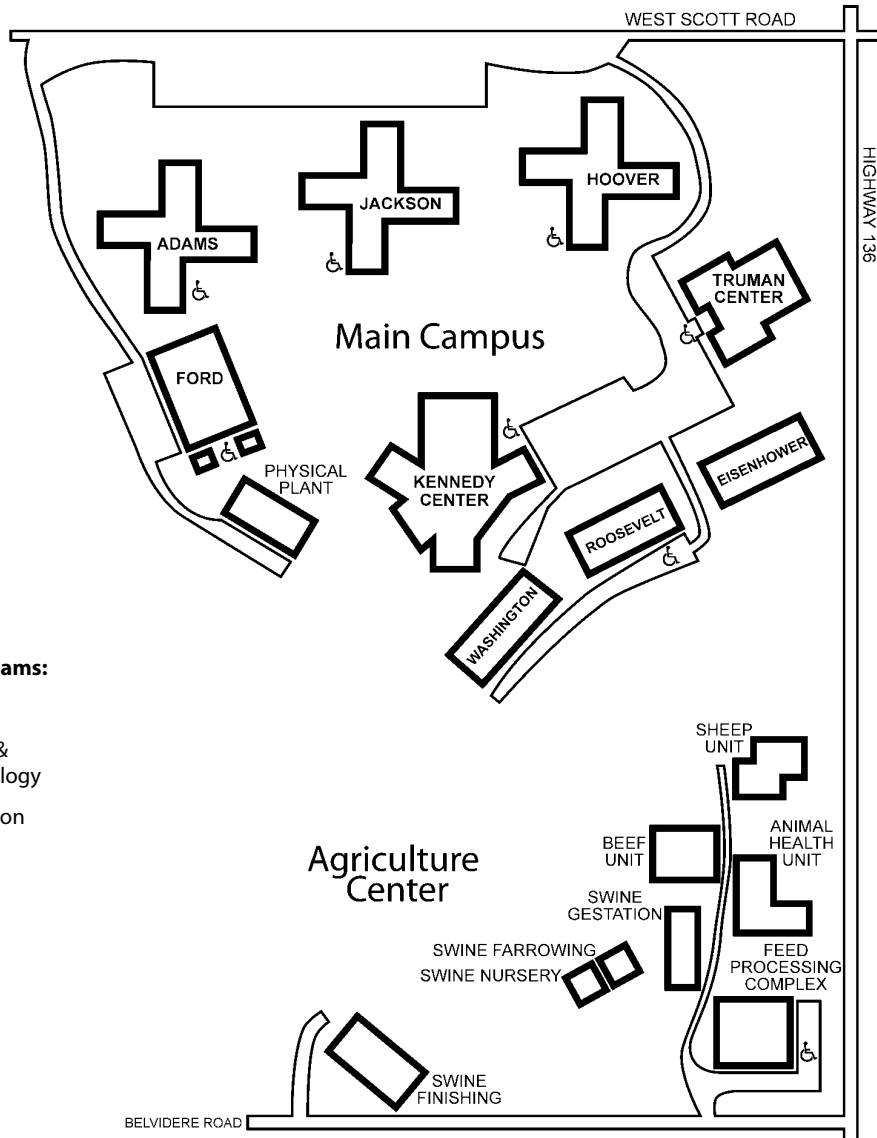 WEST SCOTT ROAD
HIGHWAY 136
HOOVER
JACKSON
ADAMS
TRUMAN
CENTER
Main Campus
FORD
EISENHOWER
PHYSICAL
PLANT
KENNEDY
CENTER
ROOSEVELT
WASHINGTON
ams:
&
logy
on
SHEEP
UNIT
BEEF
UNIT
ANIMAL
HEALTH
UNIT
Agriculture
Center
SWINE
GESTATION
SWINE FARROWING
SWINE NURSERY
FEED
PROCESSING
COMPLEX
SWINE
FINISHING
BELVIDERE ROAD